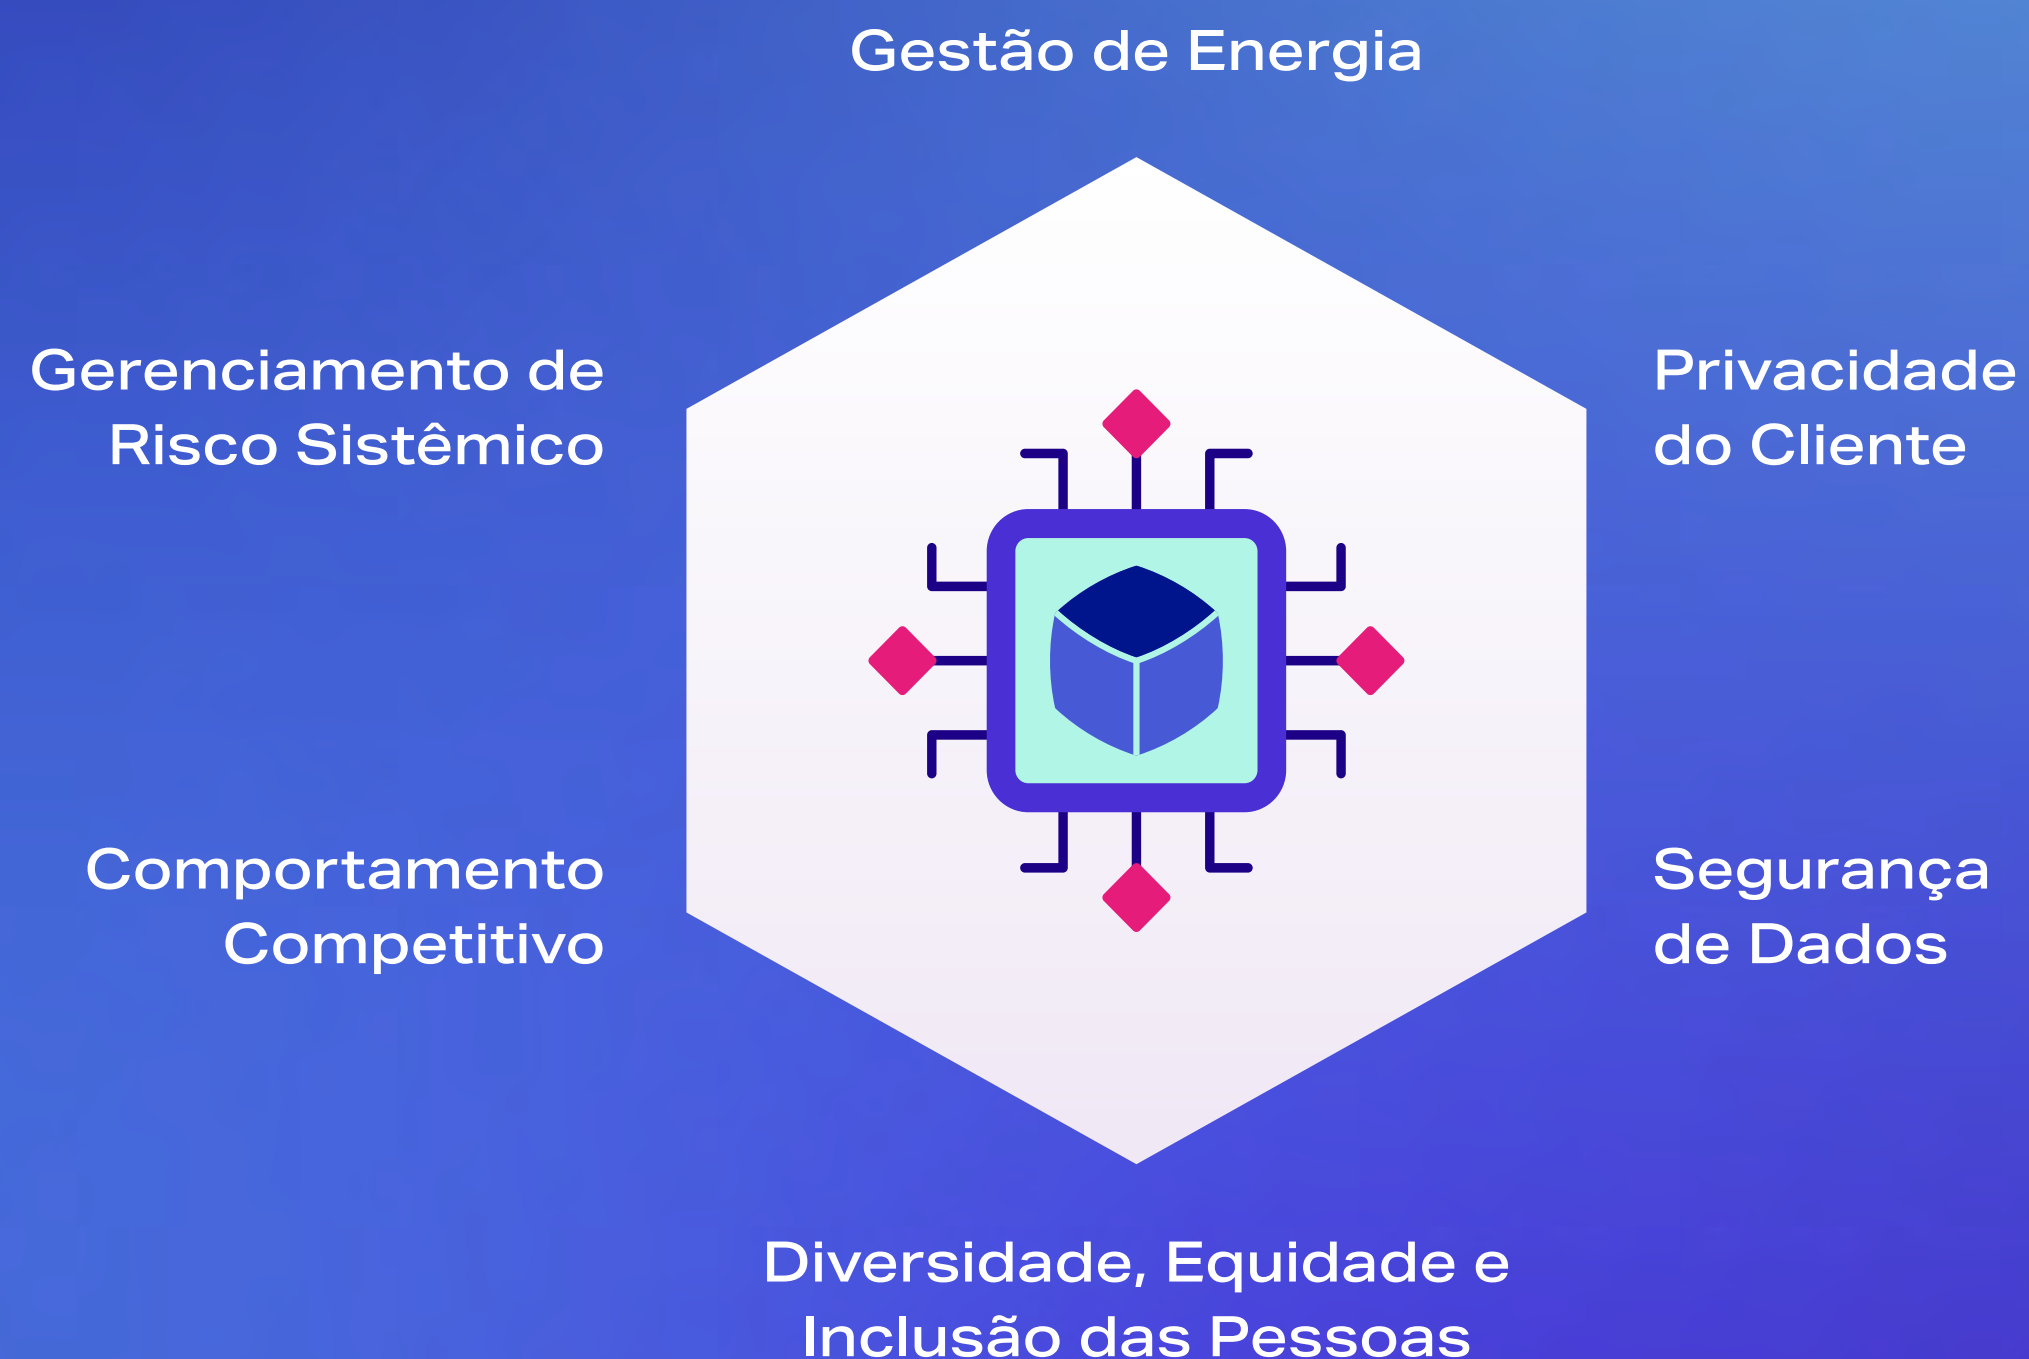 Gestão de Energia
Gerenciamento de
Risco Sistêmico
Privacidade
do Cliente
Comportamento
Competitivo
Segurança
de Dados
Diversidade, Equidade e
Inclusão das Pessoas